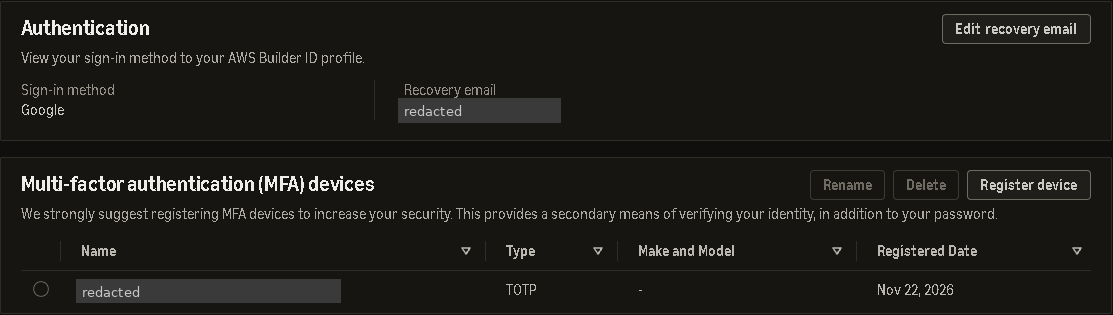 Authentication
Edit recovery email
View your sign-in method to your AWS Builder ID profile.
Sign-in method
Recovery email
Google
redacted
Multi-factor authentication (MFA) devices
Rename
Delete
Register device
We strongly suggest registering MFA devices to increase your security. This provides a secondary means of verifying your identity, in addition to your password.
Name
Type
Make and Model
Registered Date
redacted
TOTP
-
Nov 22, 2026